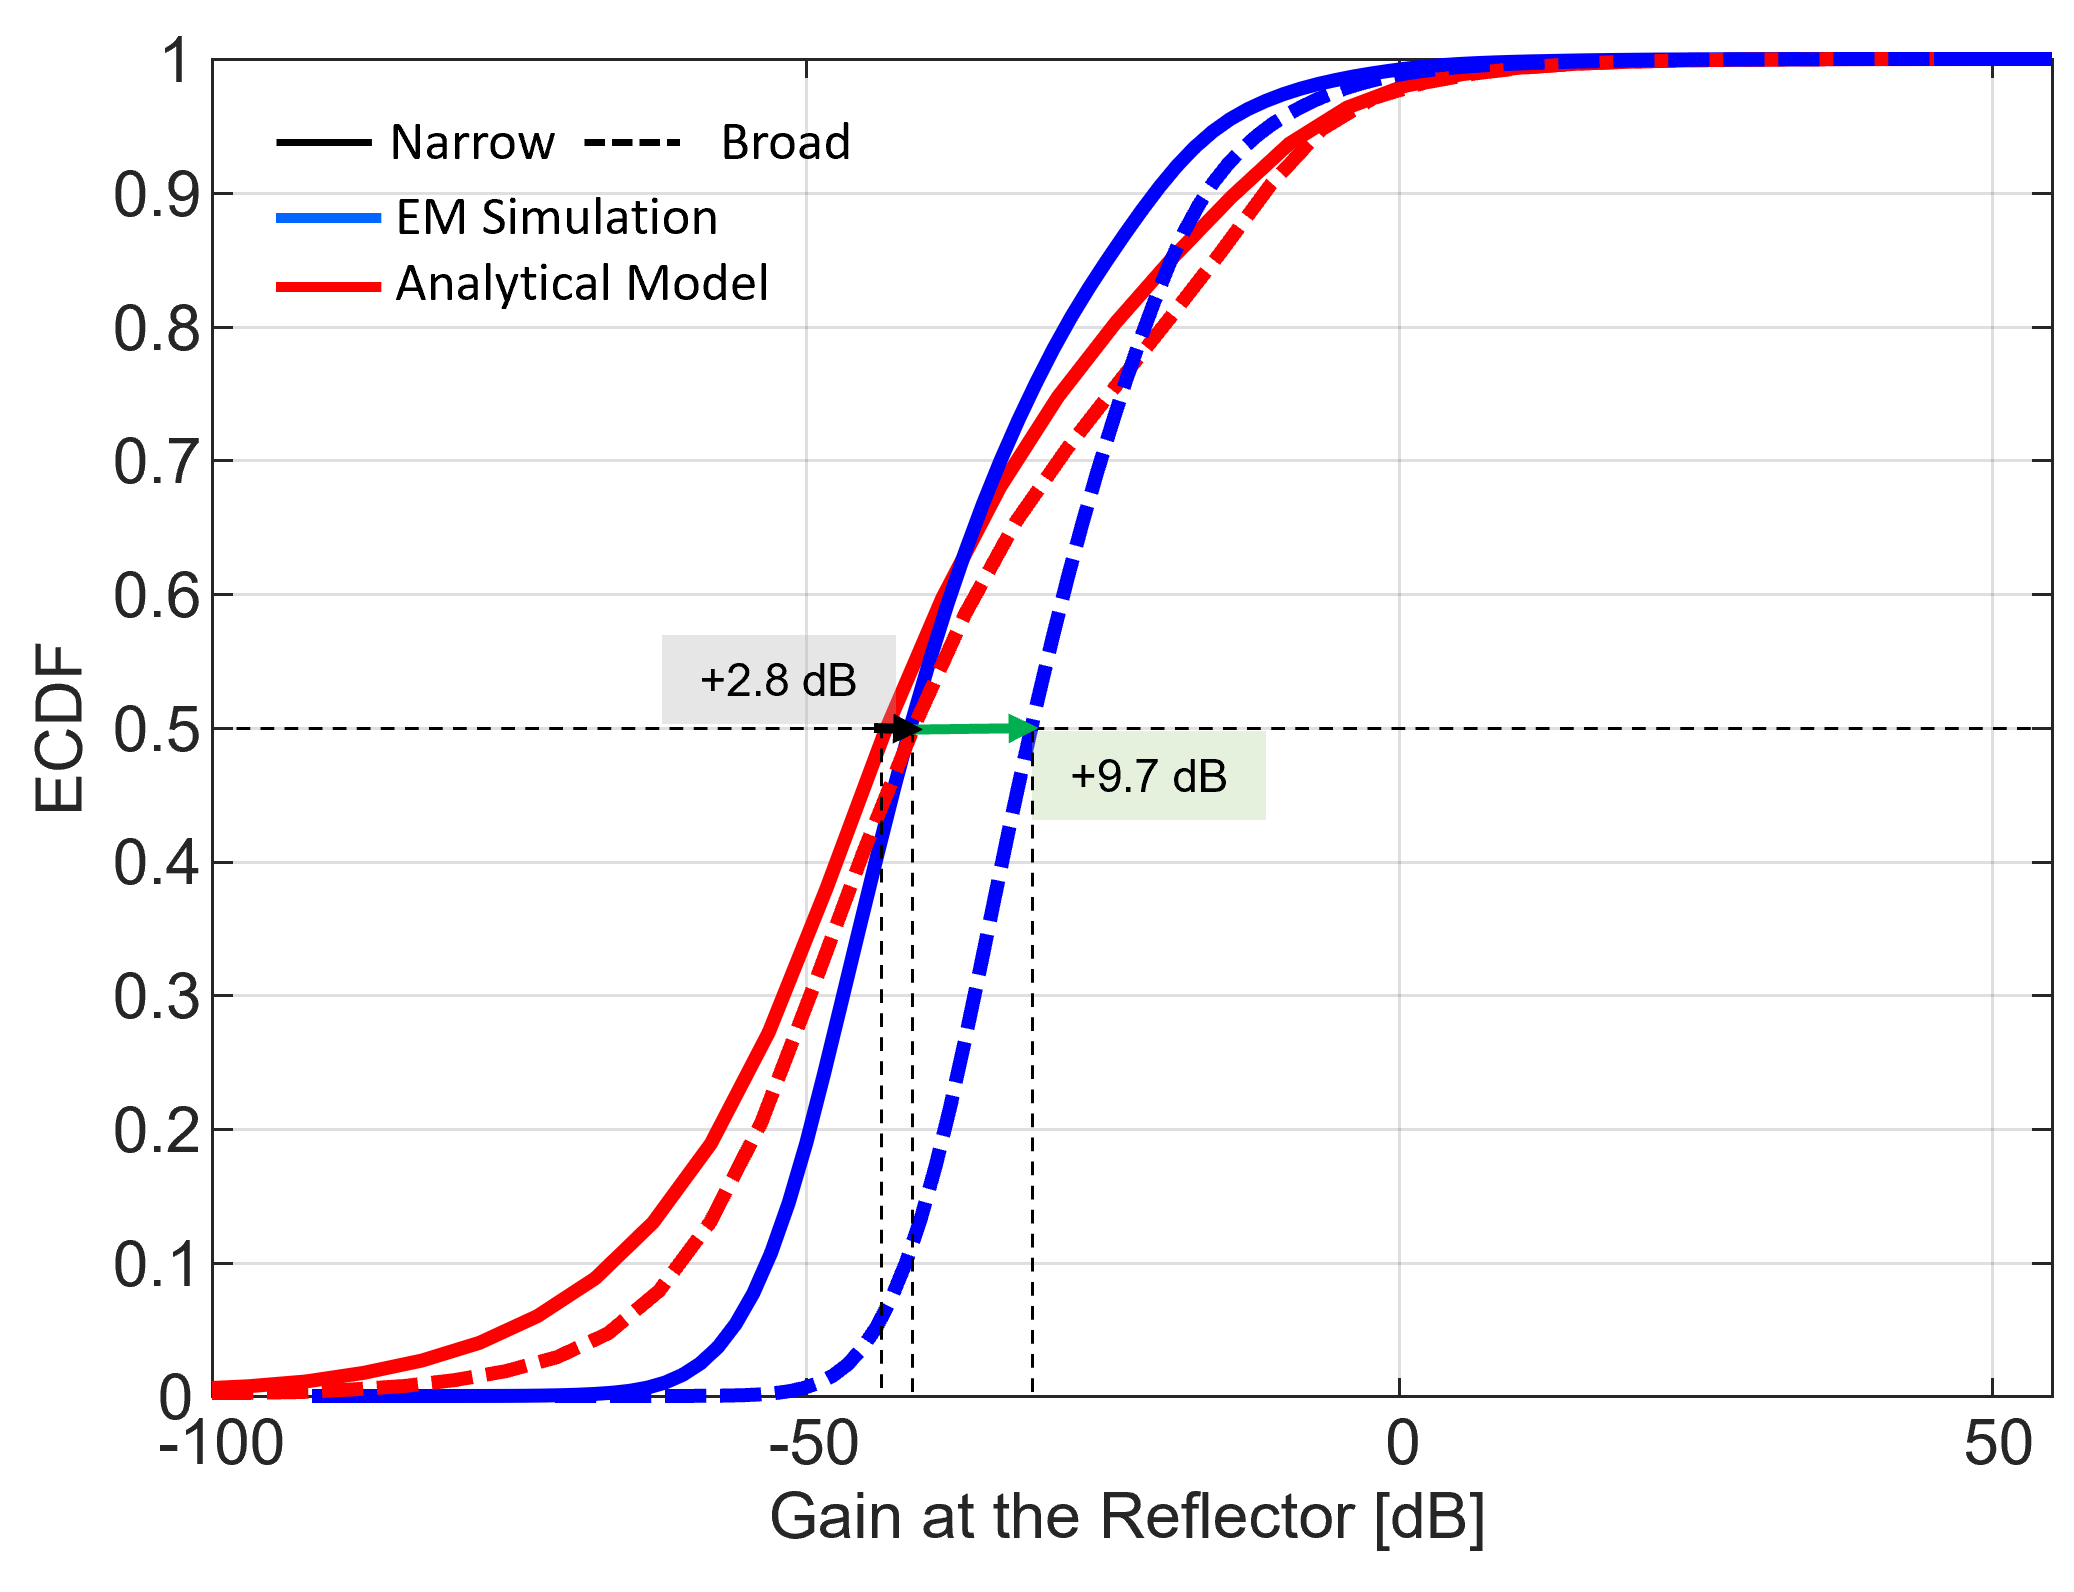 1
0.9
0.8
0.7
0.6
0.5
0.4
0.3
0.2
0.1
0
ECDF
Narrow Broad
EM Simulation
Analytical Model
+2.8 dB
+9.7 dB
-100 -50 0 50
Gain at the Reflector [dB]